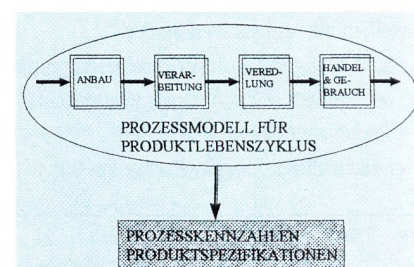 ANBAU
VERAR-
BEITUNG
VERED-
LUNG
HANDEL
& GE-
BRAUCH
PROZESSMODELL FÜR
PRODUKTLEBENSZYKLUS
PROZESSKENNZAHLEN
PRODUKTSPEZIFIKATIONEN